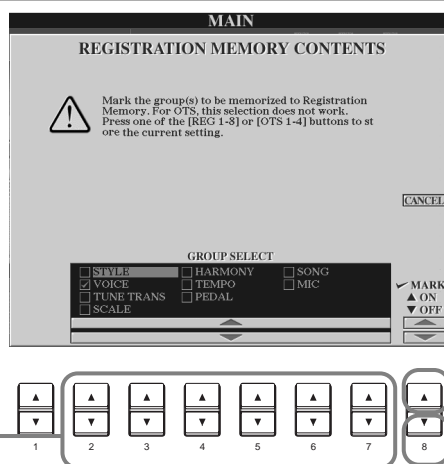 MAIN
REGISTRATION MEMORY CONTENTS
Mark the group(s) to be memorized to Registration
Memory. For OTS, this selection does not work.
Press one of the [REG 1-8] or [OTS 1-4] buttons to st
ore the current setting.
CANCEL
GROUP SELECT
STYLE HARMONY SONG
VOICE TEMPO MIC
TUNE TRANS PEDAL
SCALE
MARK
▲ ON
▼ OFF
1 2 3 4 5 6 7 8